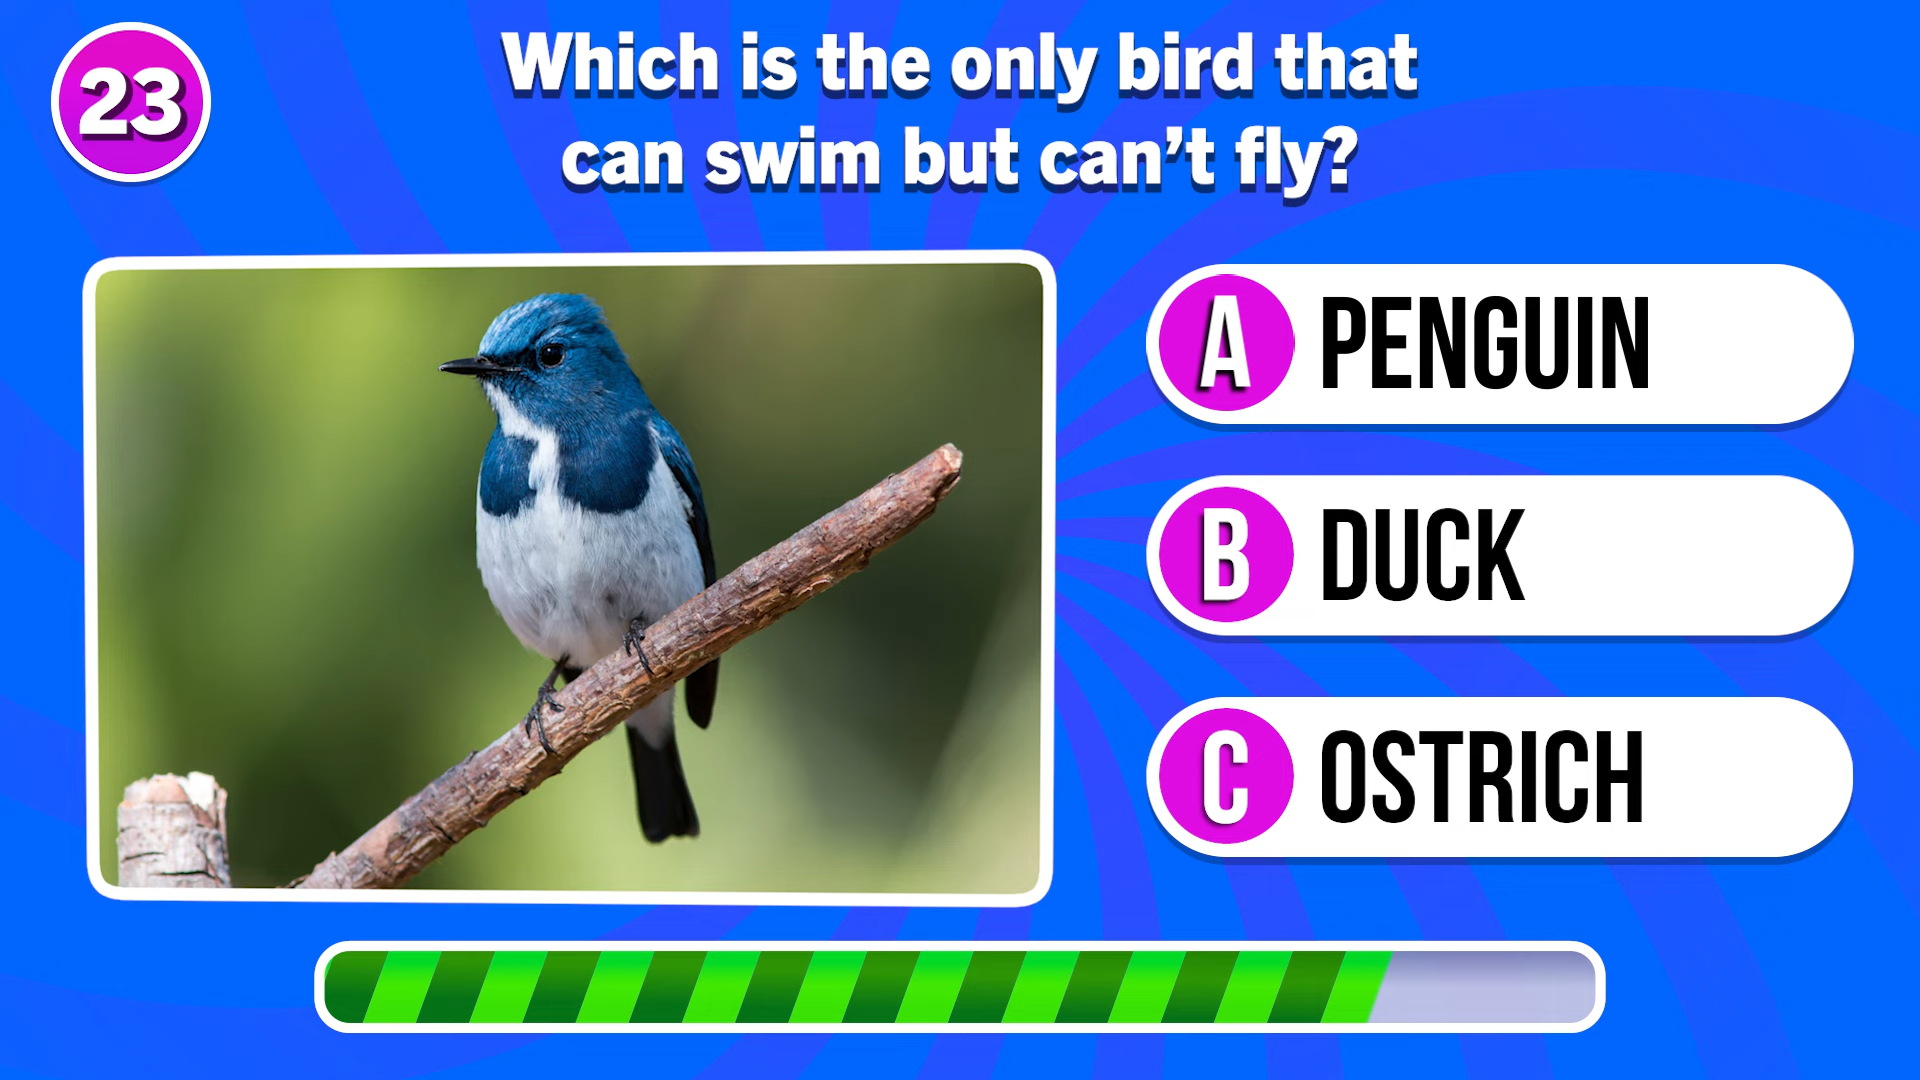 23
Which is the only bird that
can swim but can’t fly?
A PENGUIN
B DUCK
C OSTRICH